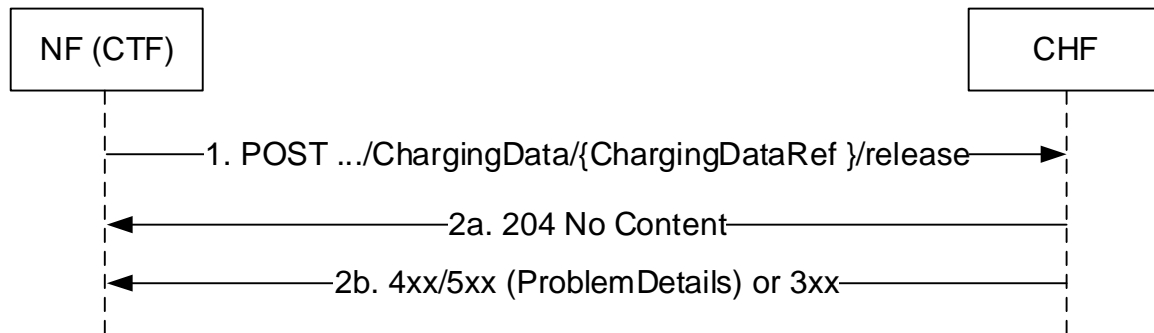 NF (CTF)
CHF
1. POST .../ChargingData/{ChargingDataRef }/release
2a. 204 No Content
2b. 4xx/5xx (ProblemDetails) or 3xx